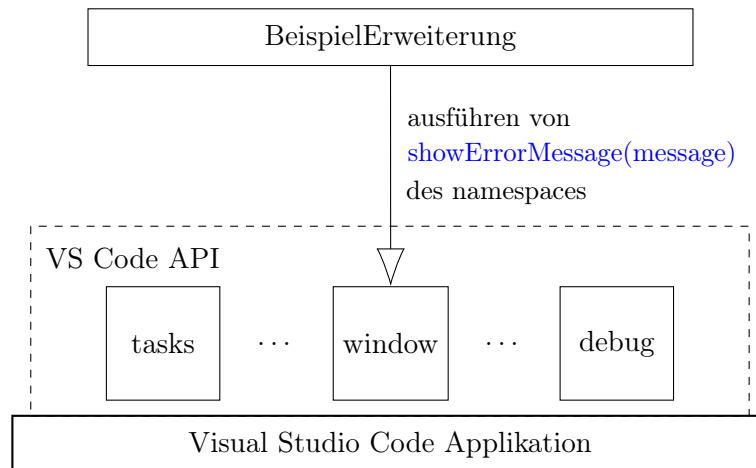 BeispielErweiterung
ausführen von
showErrorMessage(message)
des namespaces
VS Code API
tasks ... window ... debug
Visual Studio Code Applikation